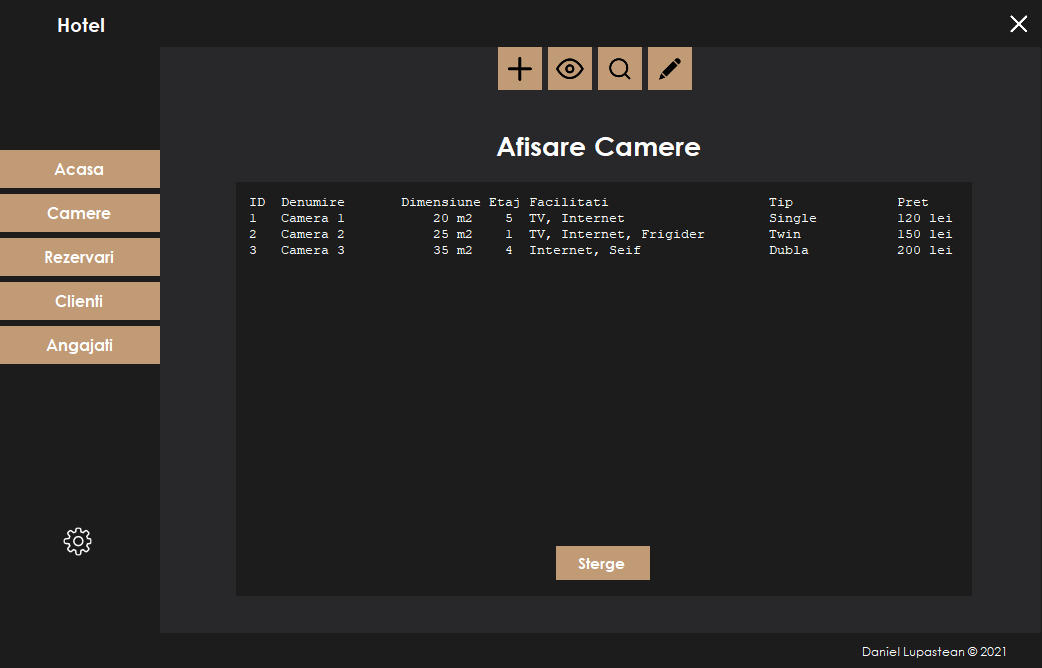 Hotel
Afisare Camere
Acasa
Camere
Rezervari
Clienti
Angajati
ID Denumire Dimensiune Etaj Facilitati Tip Pret
1 Camera 1 20 m2 5 TV, Internet Single 120 lei
2 Camera 2 25 m2 1 TV, Internet, Frigider Twin 150 lei
3 Camera 3 35 m2 4 Internet, Seif Dubla 200 lei
Sterge
Daniel Lupastean © 2021